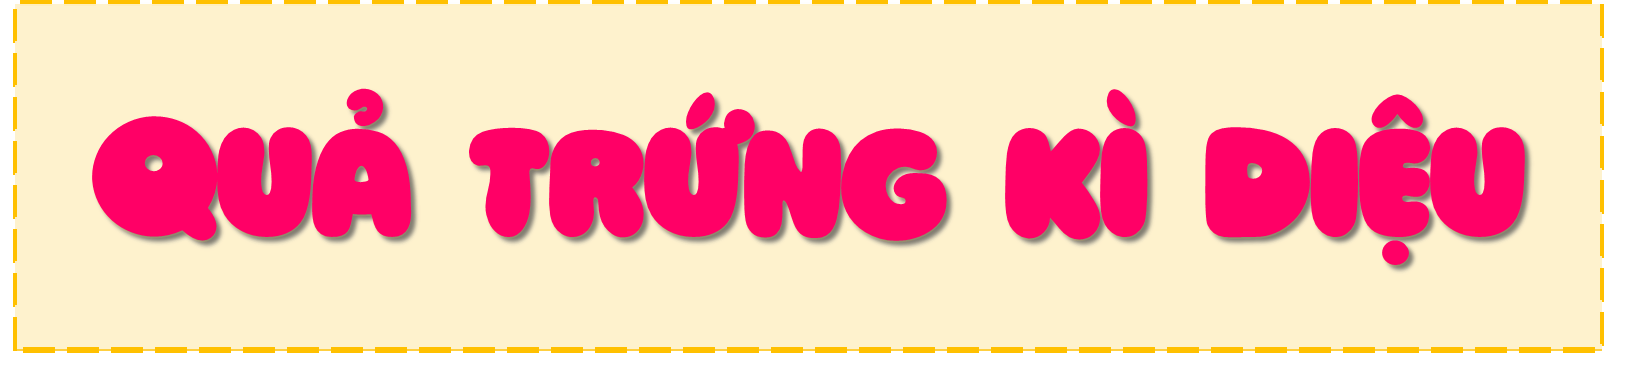 QUẢ TRỨNG KÌ DIỆU